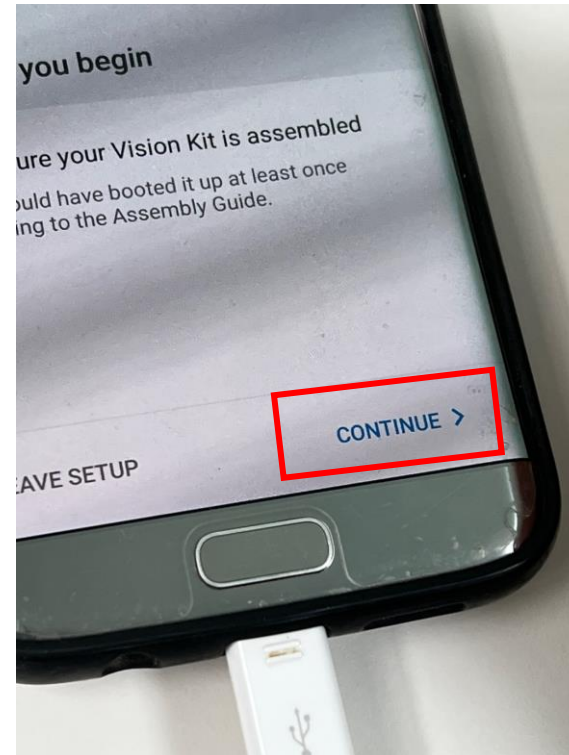 you begin
ure your Vision Kit is assembled
ould have booted it up at least once
ing to the Assembly Guide.
CONTINUE >
EAVE SETUP